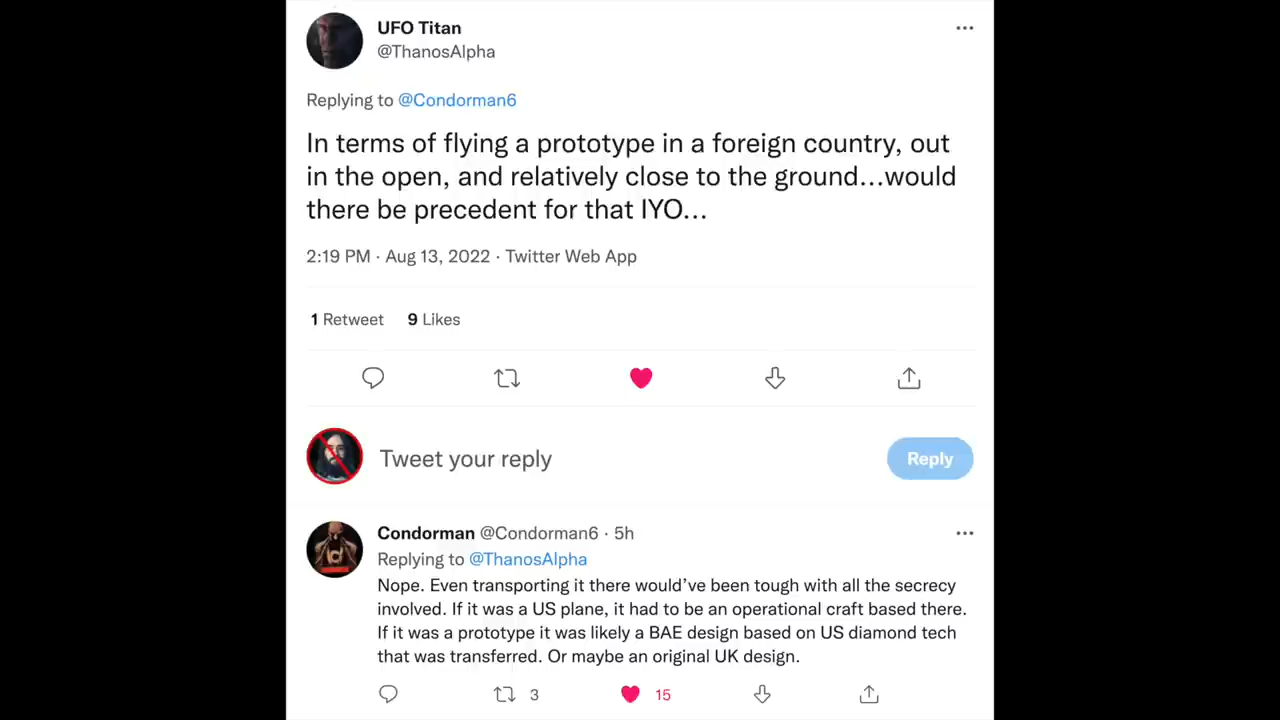 UFO Titan
@ThanosAlpha
Replying to @Condorman6
In terms of flying a prototype in a foreign country, out
in the open, and relatively close to the ground...would
there be precedent for that IYO...
2:19 PM · Aug 13, 2022 · Twitter Web App
1 Retweet 9 Likes
Tweet your reply
Reply
Condorman @Condorman6 · 5h
Replying to @ThanosAlpha
Nope. Even transporting it there would've been tough with all the secrecy
involved. If it was a US plane, it had to be an operational craft based there.
If it was a prototype it was likely a BAE design based on US diamond tech
that was transferred. Or maybe an original UK design.
3 15